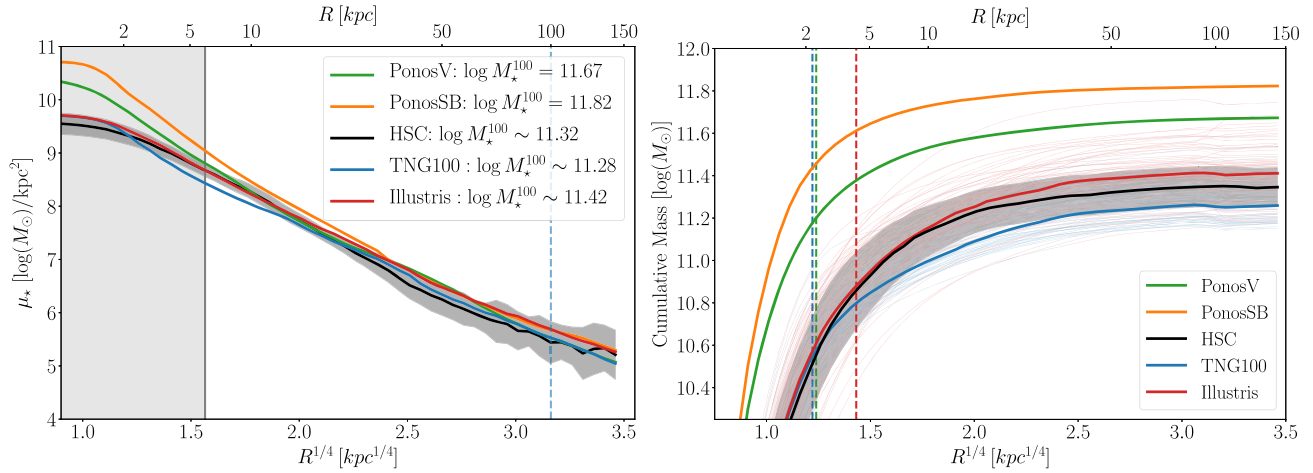 R [kpc]
2 5 10 50 100 150
μ⋆ [log(M⊙)/kpc²]
11
10
9
8
7
6
5
4
PonosV: log M⋆¹⁰⁰ = 11.67
PonosSB: log M⋆¹⁰⁰ = 11.82
HSC: log M⋆¹⁰⁰ ∼ 11.32
TNG100 : log M⋆¹⁰⁰ ∼ 11.28
Illustris : log M⋆¹⁰⁰ ∼ 11.42
1.0 1.5 2.0 2.5 3.0 3.5
R^1/4 [kpc^1/4]
R [kpc]
2 5 10 50 100 150
Cumulative Mass [log(M⊙)]
12.0
11.8
11.6
11.4
11.2
11.0
10.8
10.6
10.4
PonosV
PonosSB
HSC
TNG100
Illustris
1.0 1.5 2.0 2.5 3.0 3.5
R^1/4 [kpc^1/4]